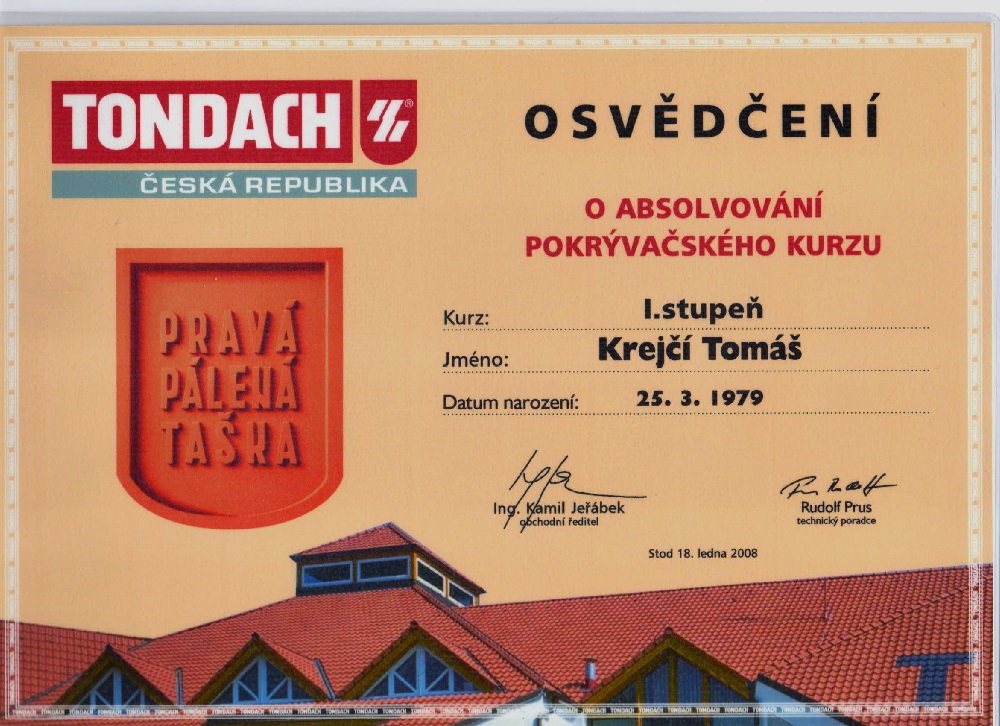 TONDACH
ČESKÁ REPUBLIKA
OSVĚDČENÍ
O ABSOLVOVÁNÍ
POKRÝVAČSKÉHO KURZU
PRAVÁ
PÁLENÁ
TAŠKA
Kurz: I.stupeň
Jméno: Krejčí Tomáš
Datum narození: 25. 3. 1979
Ing. Kamil Jeřábek
obchodní ředitel
Rudolf Prus
technický poradce
Stod 18. ledna 2008